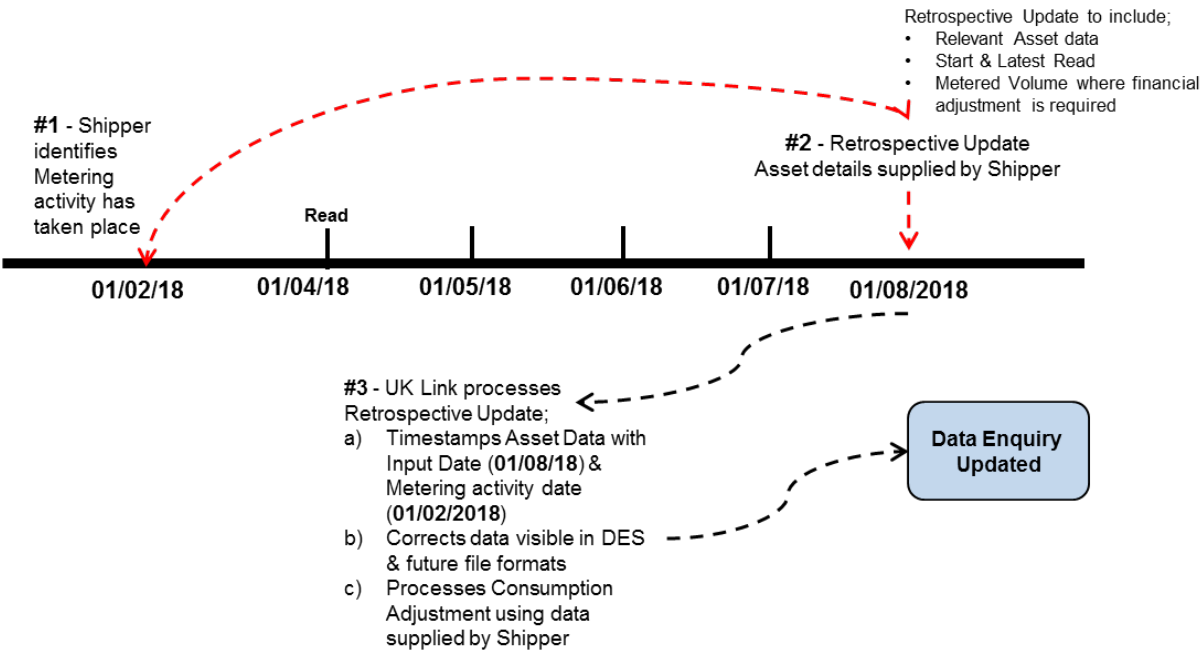 Retrospective Update to include;
• Relevant Asset data
• Start & Latest Read
• Metered Volume where financial
adjustment is required
#1 - Shipper
identifies
Metering
activity has
taken place
#2 - Retrospective Update
Asset details supplied by Shipper
Read
01/02/18 01/04/18 01/05/18 01/06/18 01/07/18 01/08/2018
#3 - UK Link processes
Retrospective Update;
a) Timestamps Asset Data with
Input Date (01/08/18) &
Metering activity date
(01/02/2018)
b) Corrects data visible in DES
& future file formats
c) Processes Consumption
Adjustment using data
supplied by Shipper
Data Enquiry
Updated